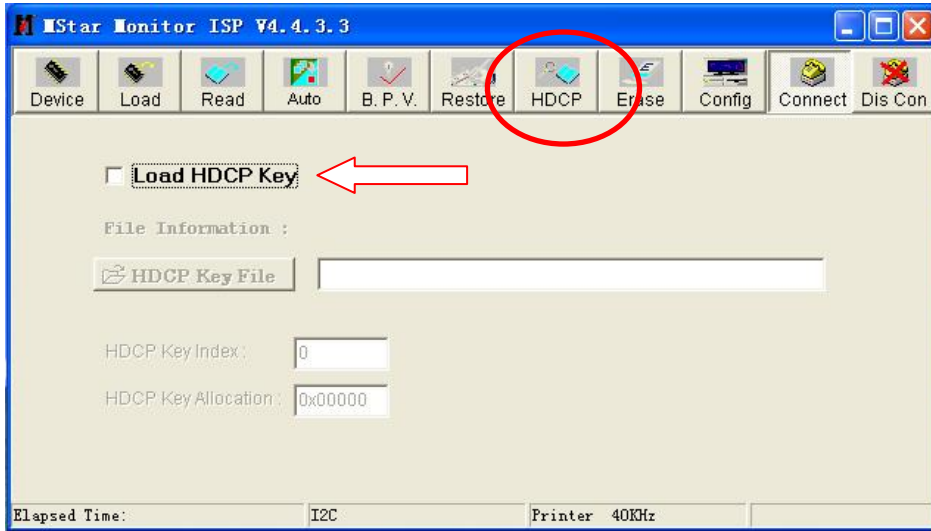 MStar Monitor ISP V4.4.3.3
Device Load Read Auto B. P. V. Restore HDCP Erase Config Connect Dis Con
Load HDCP Key
File Information :
HDCP Key File
HDCP Key Index : 0
HDCP Key Allocation : 0x00000
Elapsed Time: I2C Printer 40KHz